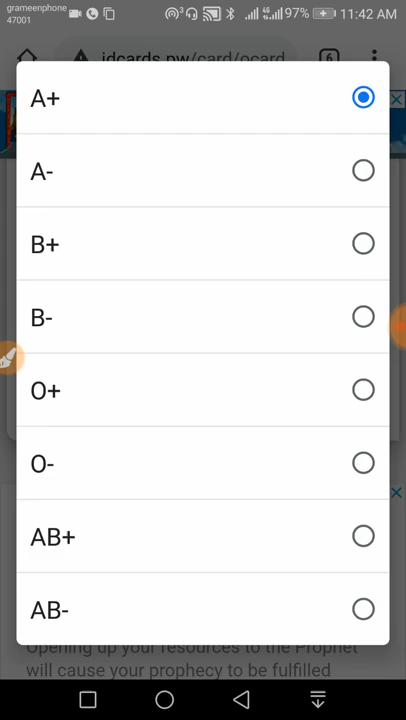 grameenphone
47001
4G 97% 11:42 AM
idcards.pw/card/ocard
6
A+
A-
B+
B-
O+
O-
AB+
AB-
Opening up your resources to the Prophet
will cause your prophecy to be fulfilled